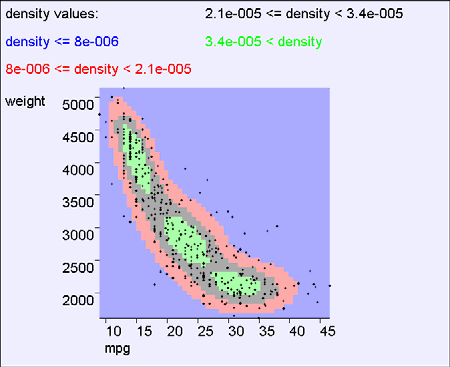 density values: 2.1e-005 <= density < 3.4e-005
density <= 8e-006 3.4e-005 < density
8e-006 <= density < 2.1e-005
weight
5000
4500
4000
3500
3000
2500
2000
10 15 20 25 30 35 40 45
mpg